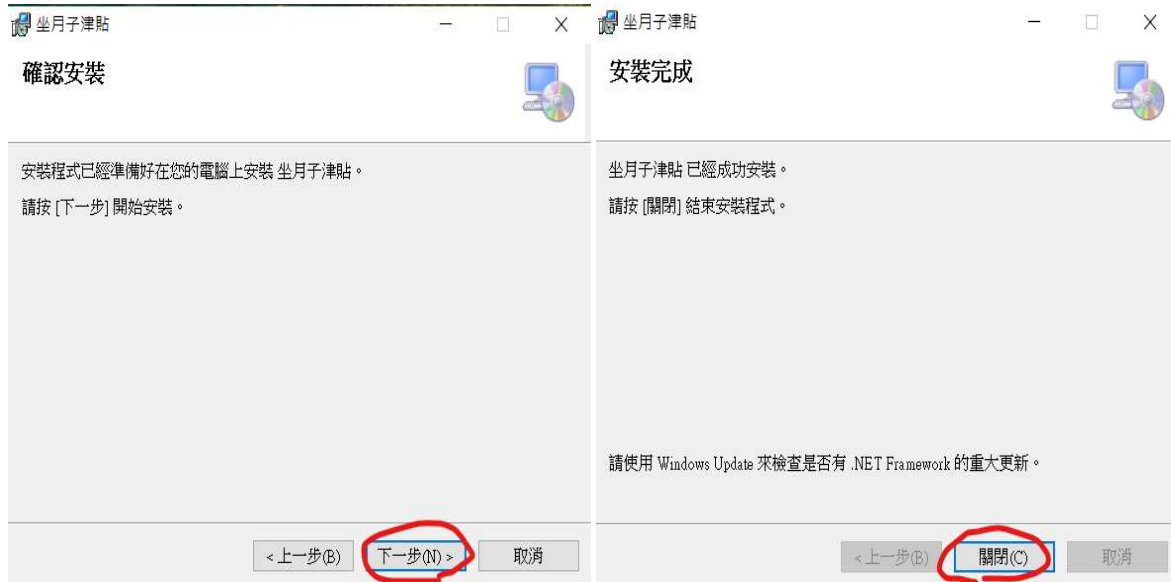 坐月子津貼
確認安裝
安裝程式已經準備好在您的電腦上安裝 坐月子津貼。
請按 [下一步] 開始安裝。
<上一步(B)
下一步(N) >
取消
坐月子津貼
安裝完成
坐月子津貼 已經成功安裝。
請按 [關閉] 結束安裝程式。
請使用 Windows Update 來檢查是否有 .NET Framework 的重大更新。
<上一步(B)
關閉(C)
取消